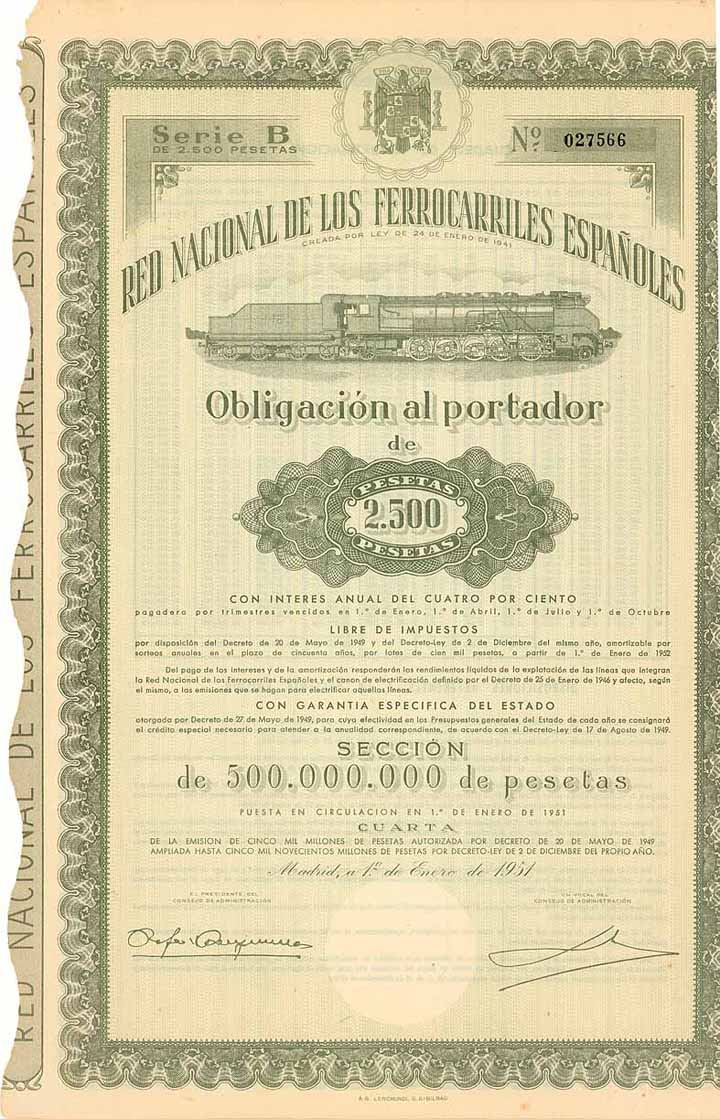 Serie B
DE 2.500 PESETAS
Nº 027566
RED NACIONAL DE LOS FERROCARRILES ESPAÑOLES
CREADA POR LEY DE 24 DE ENERO DE 1941
Obligación al portador
de
PESETAS
2.500
PESETAS
CON INTERES ANUAL DEL CUATRO POR CIENTO
pagadero por trimestres vencidos en 1.º de Enero, 1.º de Abril, 1.º de Julio y 1.º de Octubre
LIBRE DE IMPUESTOS
por disposición del Decreto de 20 de Mayo de 1949 y del Decreto-Ley de 2 de Diciembre del mismo año, amortizable por
sorteos anuales en el plazo de cincuenta años, por lotes de cien mil pesetas, a partir de 1.º de Enero de 1952
Del pago de los intereses y de la amortización responderán los rendimientos líquidos de la explotación de las líneas que integran
la Red Nacional de los Ferrocarriles Españoles y el canon de electrificación definido por el Decreto de 25 de Enero de 1946 y afecto, según
el mismo, a las emisiones que se hagan para electrificar aquellas líneas.
CON GARANTIA ESPECIFICA DEL ESTADO
otorgada por Decreto de 27 de Mayo de 1949, para cuya efectividad en los Presupuestos generales del Estado de cada año se consignará
el crédito especial necesario para atender a la anualidad correspondiente, de acuerdo con el Decreto-Ley de 17 de Agosto de 1949.
SECCIÓN
de 500.000.000 de pesetas
PUESTA EN CIRCULACION EN 1.º DE ENERO DE 1951
CUARTA
DE LA EMISION DE CINCO MIL MILLONES DE PESETAS AUTORIZADA POR DECRETO DE 20 DE MAYO DE 1949
AMPLIADA HASTA CINCO MIL NOVECIENTOS MILLONES DE PESETAS POR DECRETO-LEY DE 2 DE DICIEMBRE DEL PROPIO AÑO.
Madrid, a 1.º de Enero de 1951
EL PRESIDENTE DEL
CONSEJO DE ADMINISTRACIÓN
UN VOCAL DEL
CONSEJO DE ADMINISTRACIÓN
RED NACIONAL DE LOS FERROCARRILES ESPAÑOLES